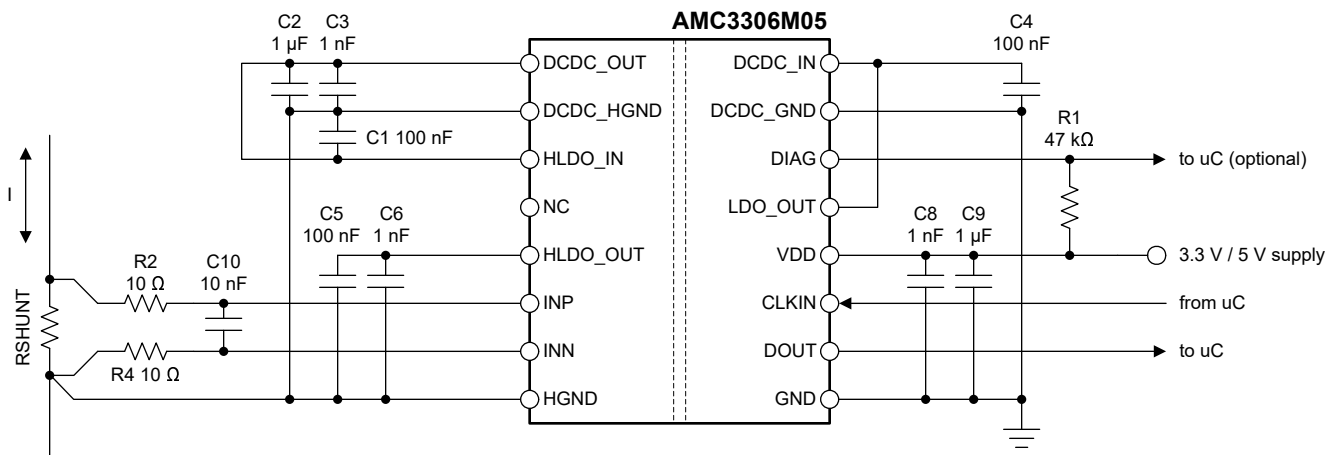 AMC3306M05
C2
1 µF
C3
1 nF
C4
100 nF
DCDC_OUT
DCDC_IN
DCDC_HGND
DCDC_GND
R1
47 kΩ
C1 100 nF
HLDO_IN
DIAG
to uC (optional)
I
NC
LDO_OUT
C5
100 nF
C6
1 nF
C8
1 nF
C9
1 µF
HLDO_OUT
VDD
3.3 V / 5 V supply
R2
10 Ω
C10
10 nF
INP
CLKIN
from uC
RSHUNT
R4 10 Ω
INN
DOUT
to uC
HGND
GND